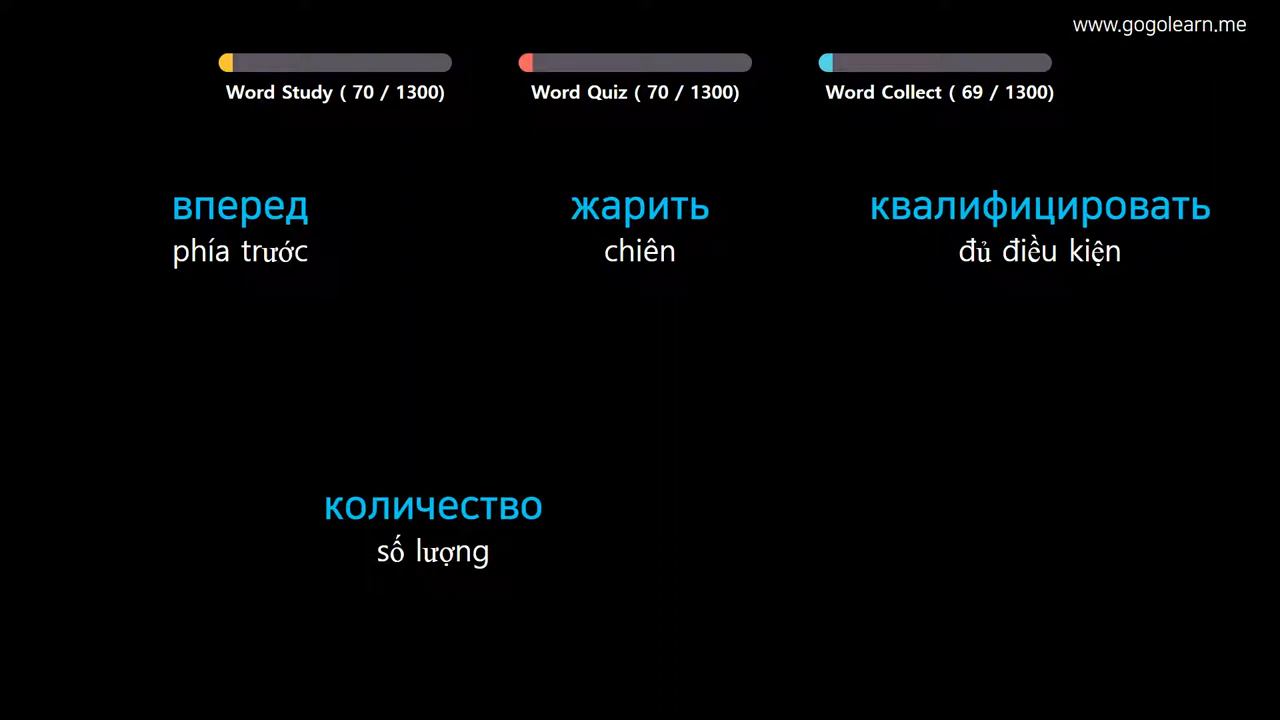 www.gogolearn.me
Word Study ( 70 / 1300)
Word Quiz ( 70 / 1300)
Word Collect ( 69 / 1300)
вперед
phía trước
жарить
chiên
квалифицировать
đủ điều kiện
количество
số lượng